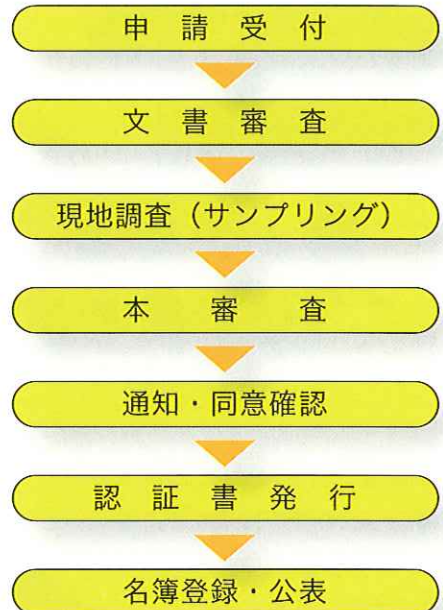 申請受付
文書審査
現地調査（サンプリング）
本審査
通知・同意確認
認証書発行
名簿登録・公表